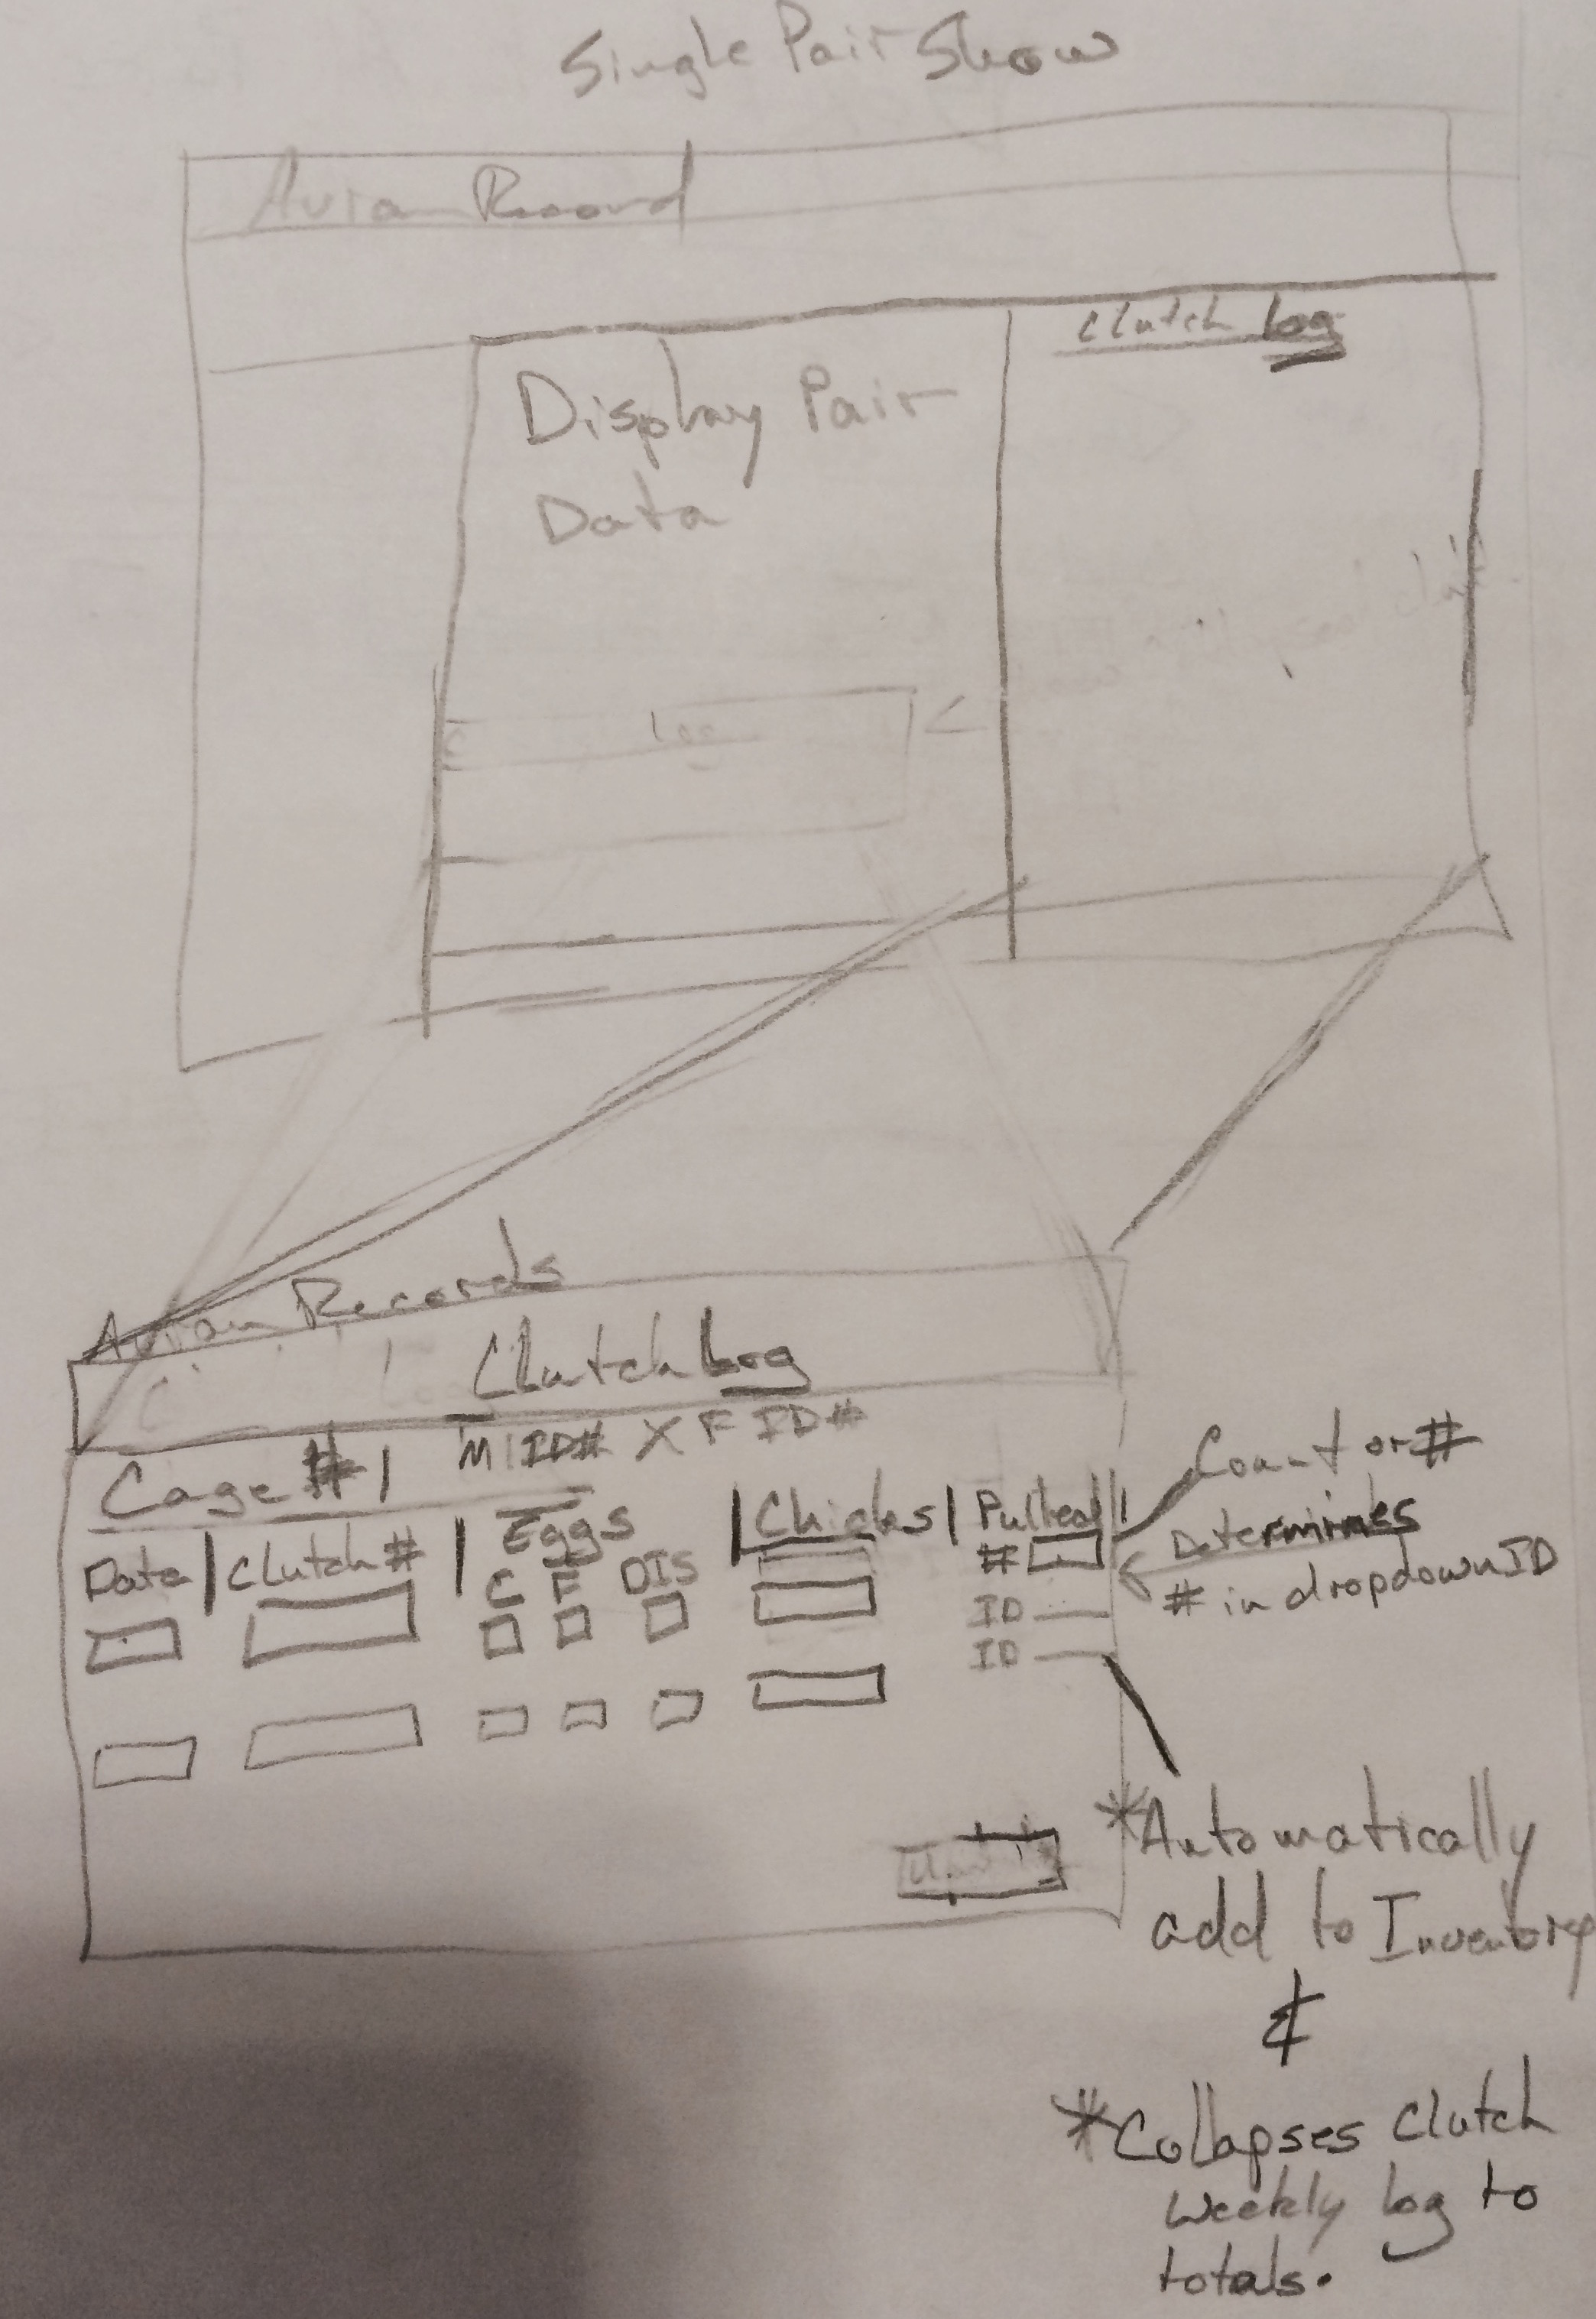 Single Pair Show
Avian Record
Clutch Log
Display Pair
Data
Log
Avian Records
Clutch Log
Cage #1
M ID# X F ID#
Date | Clutch # | Eggs | Chicks | Pulled |
C F DIS
#
ID
ID
Count or #
Determines
# in dropdown ID
*Automatically
add to Inventory
&
*Collapses Clutch
weekly log to
totals.